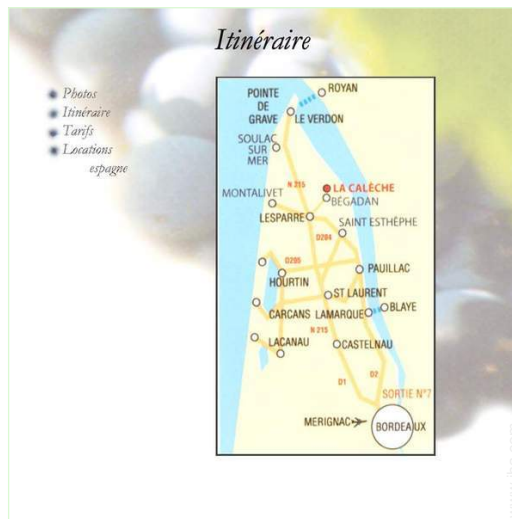 Itinéraire
Photos
Itinéraire
Tarifs
Locations
espagne
ROYAN
POINTE
DE
GRAVE
LE VERDON
SOULAC
SUR
MER
N 215
LA CALÈCHE
MONTALIVET
BÉGADAN
LESPARRE
SAINT ESTHÉPHE
D204
D205
PAUILLAC
HOURTIN
ST LAURENT
CARCANS
LAMARQUE
BLAYE
N 215
LACANAU
CASTELNAU
D2
D1
SORTIE N°7
MERIGNAC
BORDEAUX